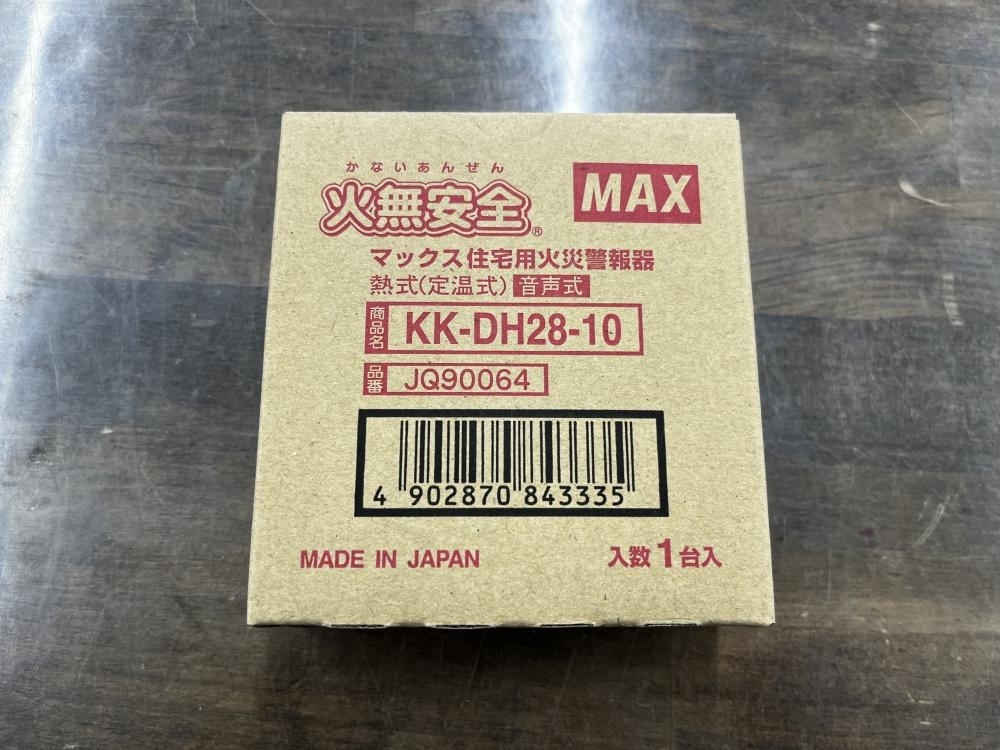 かないあんぜん
火無安全®
MAX
マックス住宅用火災警報器
熱式(定温式) 音声式
商品名 KK-DH28-10
品番 JQ90064
4 902870 843335
MADE IN JAPAN
入数1台入